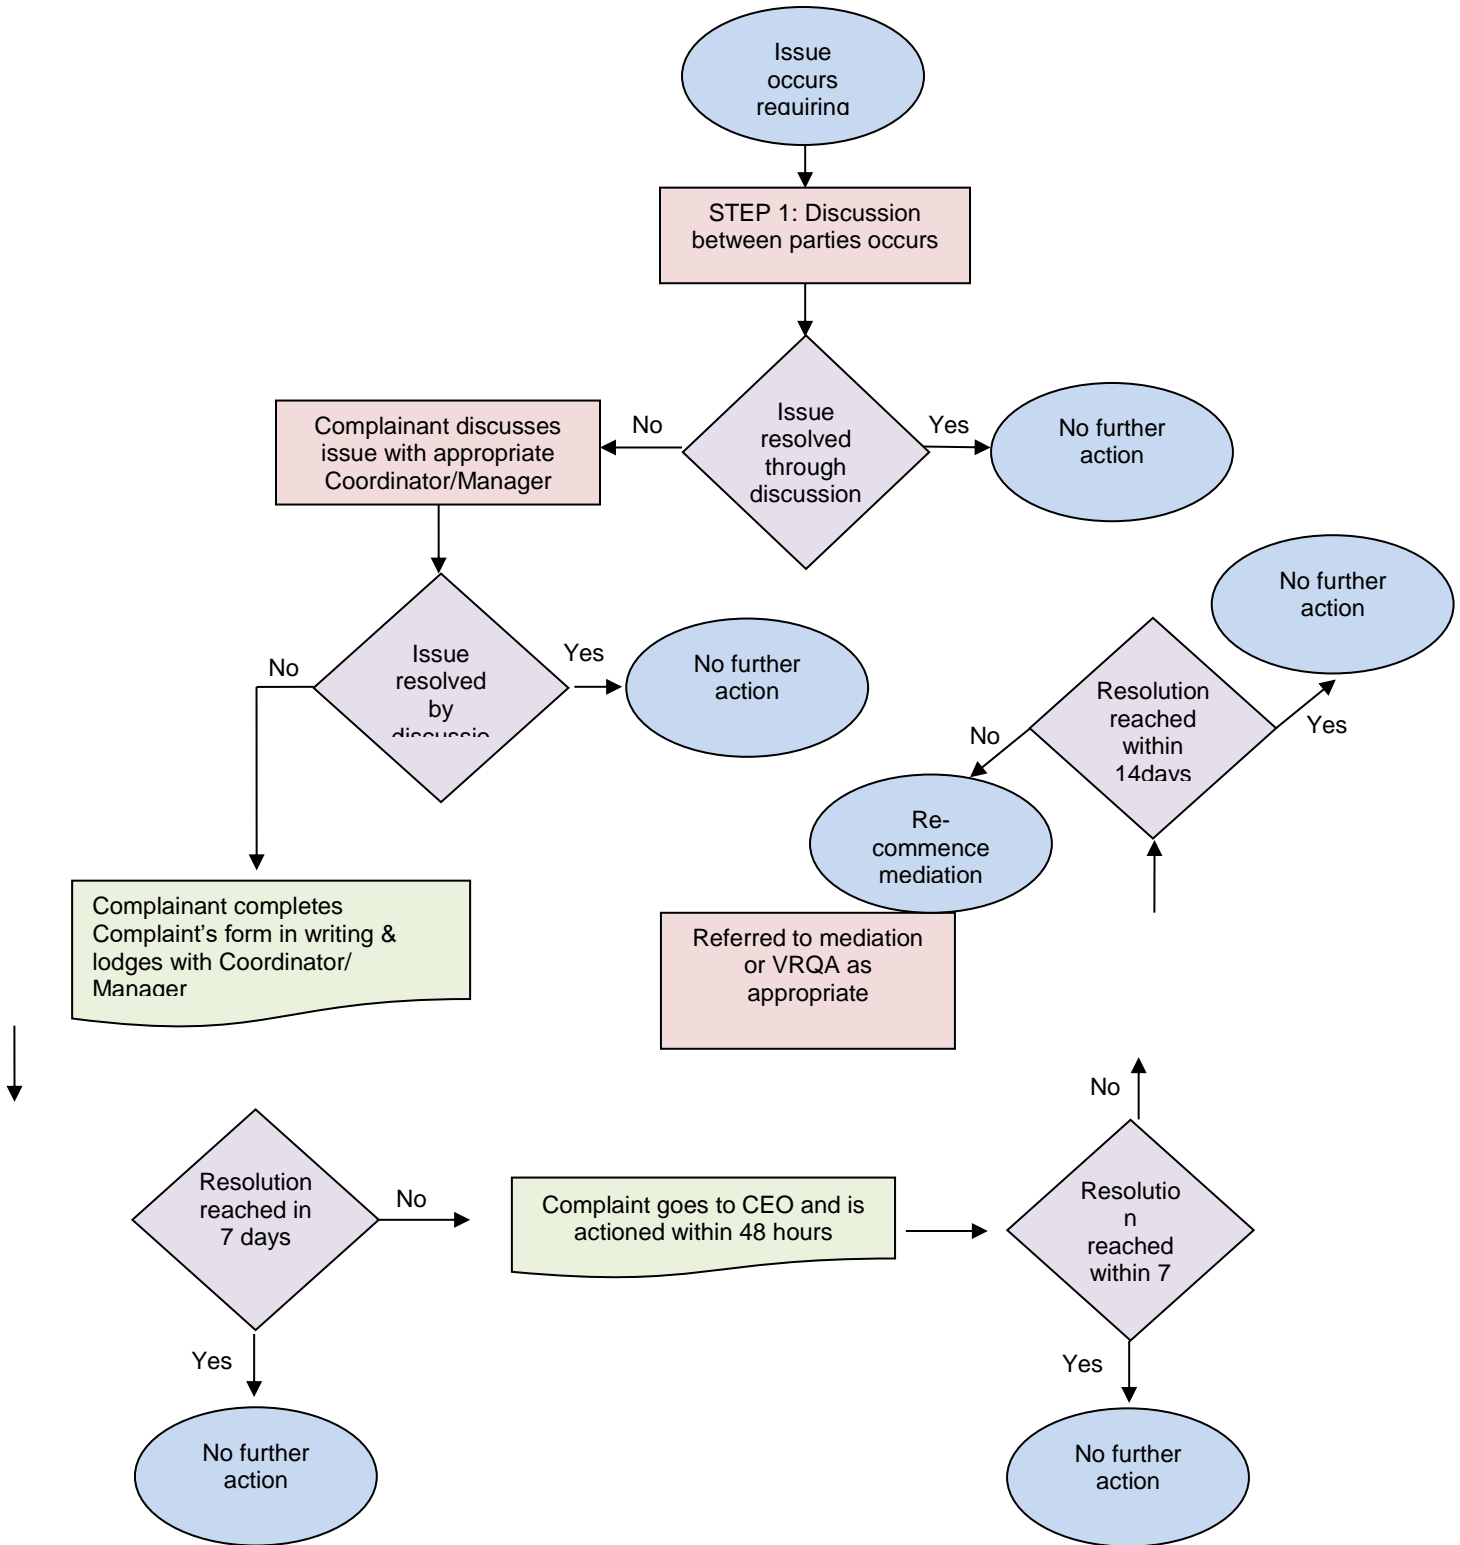 Issue
occurs
requiring
STEP 1: Discussion
between parties occurs
Issue
resolved
through
discussion
No
Yes
Complainant discusses
issue with appropriate
Coordinator/Manager
No further
action
Issue
resolved
by
discussio
No
Yes
No further
action
No further
action
Resolution
reached
within
14days
No
Yes
Re-
commence
mediation
Complainant completes
Complaint's form in writing &
lodges with Coordinator/
Manager
Referred to mediation
or VRQA as
appropriate
No
Resolution
reached in
7 days
No
Complaint goes to CEO and is
actioned within 48 hours
Resolutio
n
reached
within 7
Yes
Yes
No further
action
No further
action